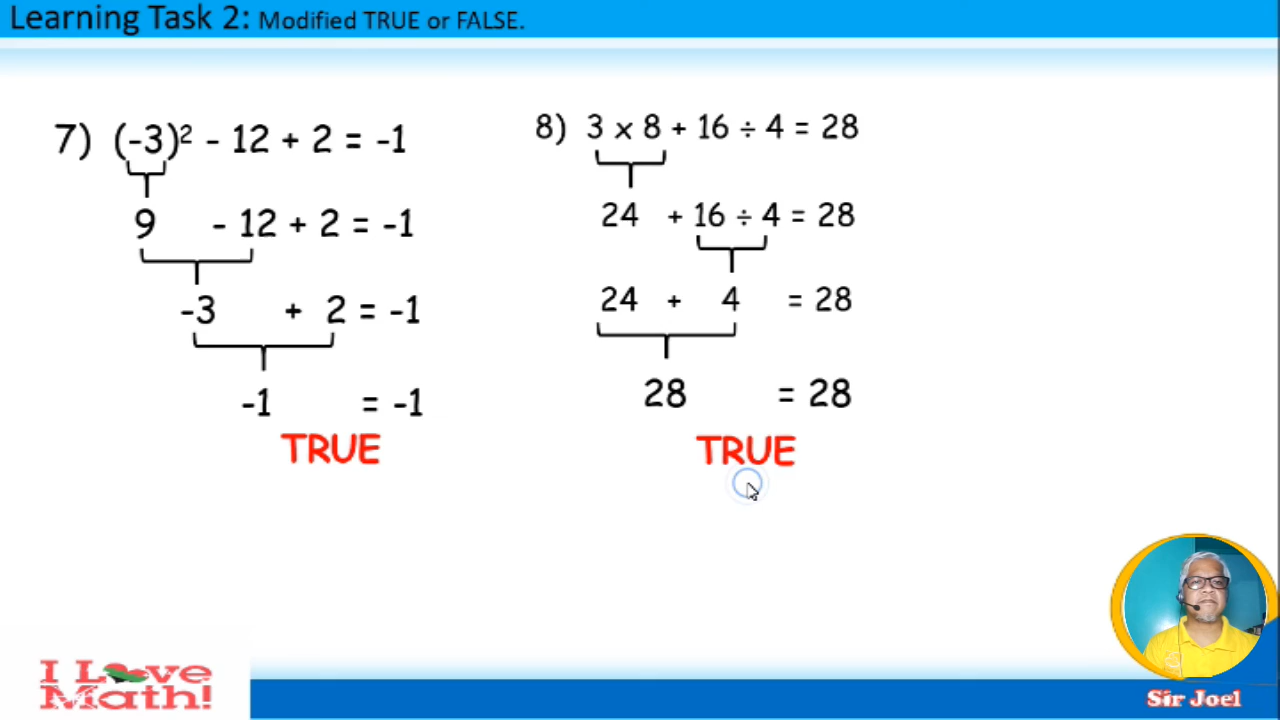 Learning Task 2: Modified TRUE or FALSE.
7) (-3)² - 12 + 2 = -1
9 - 12 + 2 = -1
-3 + 2 = -1
-1 = -1
TRUE
8) 3 x 8 + 16 ÷ 4 = 28
24 + 16 ÷ 4 = 28
24 + 4 = 28
28 = 28
TRUE
I Love
Math!
Sir Joel